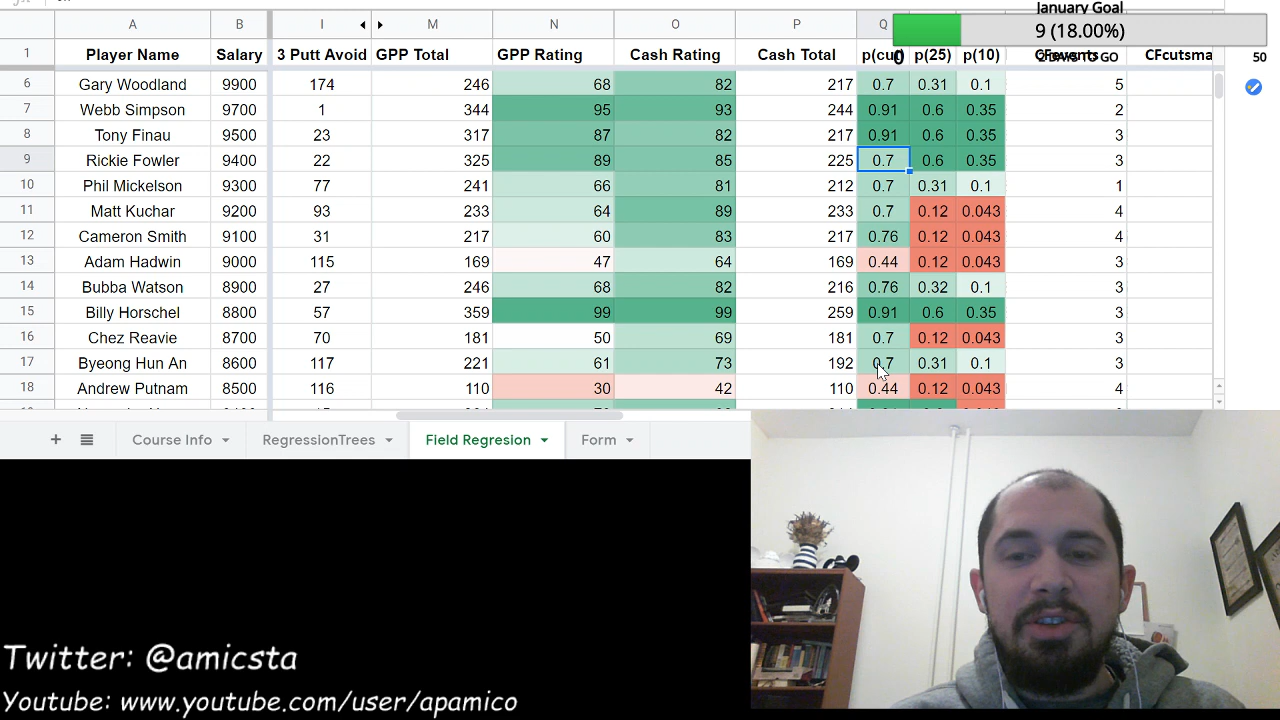 January Goal
9 (18.00%)
0 2 DAYS TO GO 50
A B I M N O P Q
1 Player Name Salary 3 Putt Avoid GPP Total GPP Rating Cash Rating Cash Total p(cut) p(25) p(10) CFevents CFcutsma
6 Gary Woodland 9900 174 246 68 82 217 0.7 0.31 0.1 5
7 Webb Simpson 9700 1 344 95 93 244 0.91 0.6 0.35 2
8 Tony Finau 9500 23 317 87 82 217 0.91 0.6 0.35 3
9 Rickie Fowler 9400 22 325 89 85 225 0.7 0.6 0.35 3
10 Phil Mickelson 9300 77 241 66 81 212 0.7 0.31 0.1 1
11 Matt Kuchar 9200 93 233 64 89 233 0.7 0.12 0.043 4
12 Cameron Smith 9100 31 217 60 83 217 0.76 0.12 0.043 4
13 Adam Hadwin 9000 115 169 47 64 169 0.44 0.12 0.043 3
14 Bubba Watson 8900 27 246 68 82 216 0.76 0.32 0.1 3
15 Billy Horschel 8800 57 359 99 99 259 0.91 0.6 0.35 3
16 Chez Reavie 8700 70 181 50 69 181 0.7 0.12 0.043 3
17 Byeong Hun An 8600 117 221 61 73 192 0.7 0.31 0.1 3
18 Andrew Putnam 8500 116 110 30 42 110 0.44 0.12 0.043 4
+ Course Info RegressionTrees Field Regresion Form
Twitter: @amicsta
Youtube: www.youtube.com/user/apamico